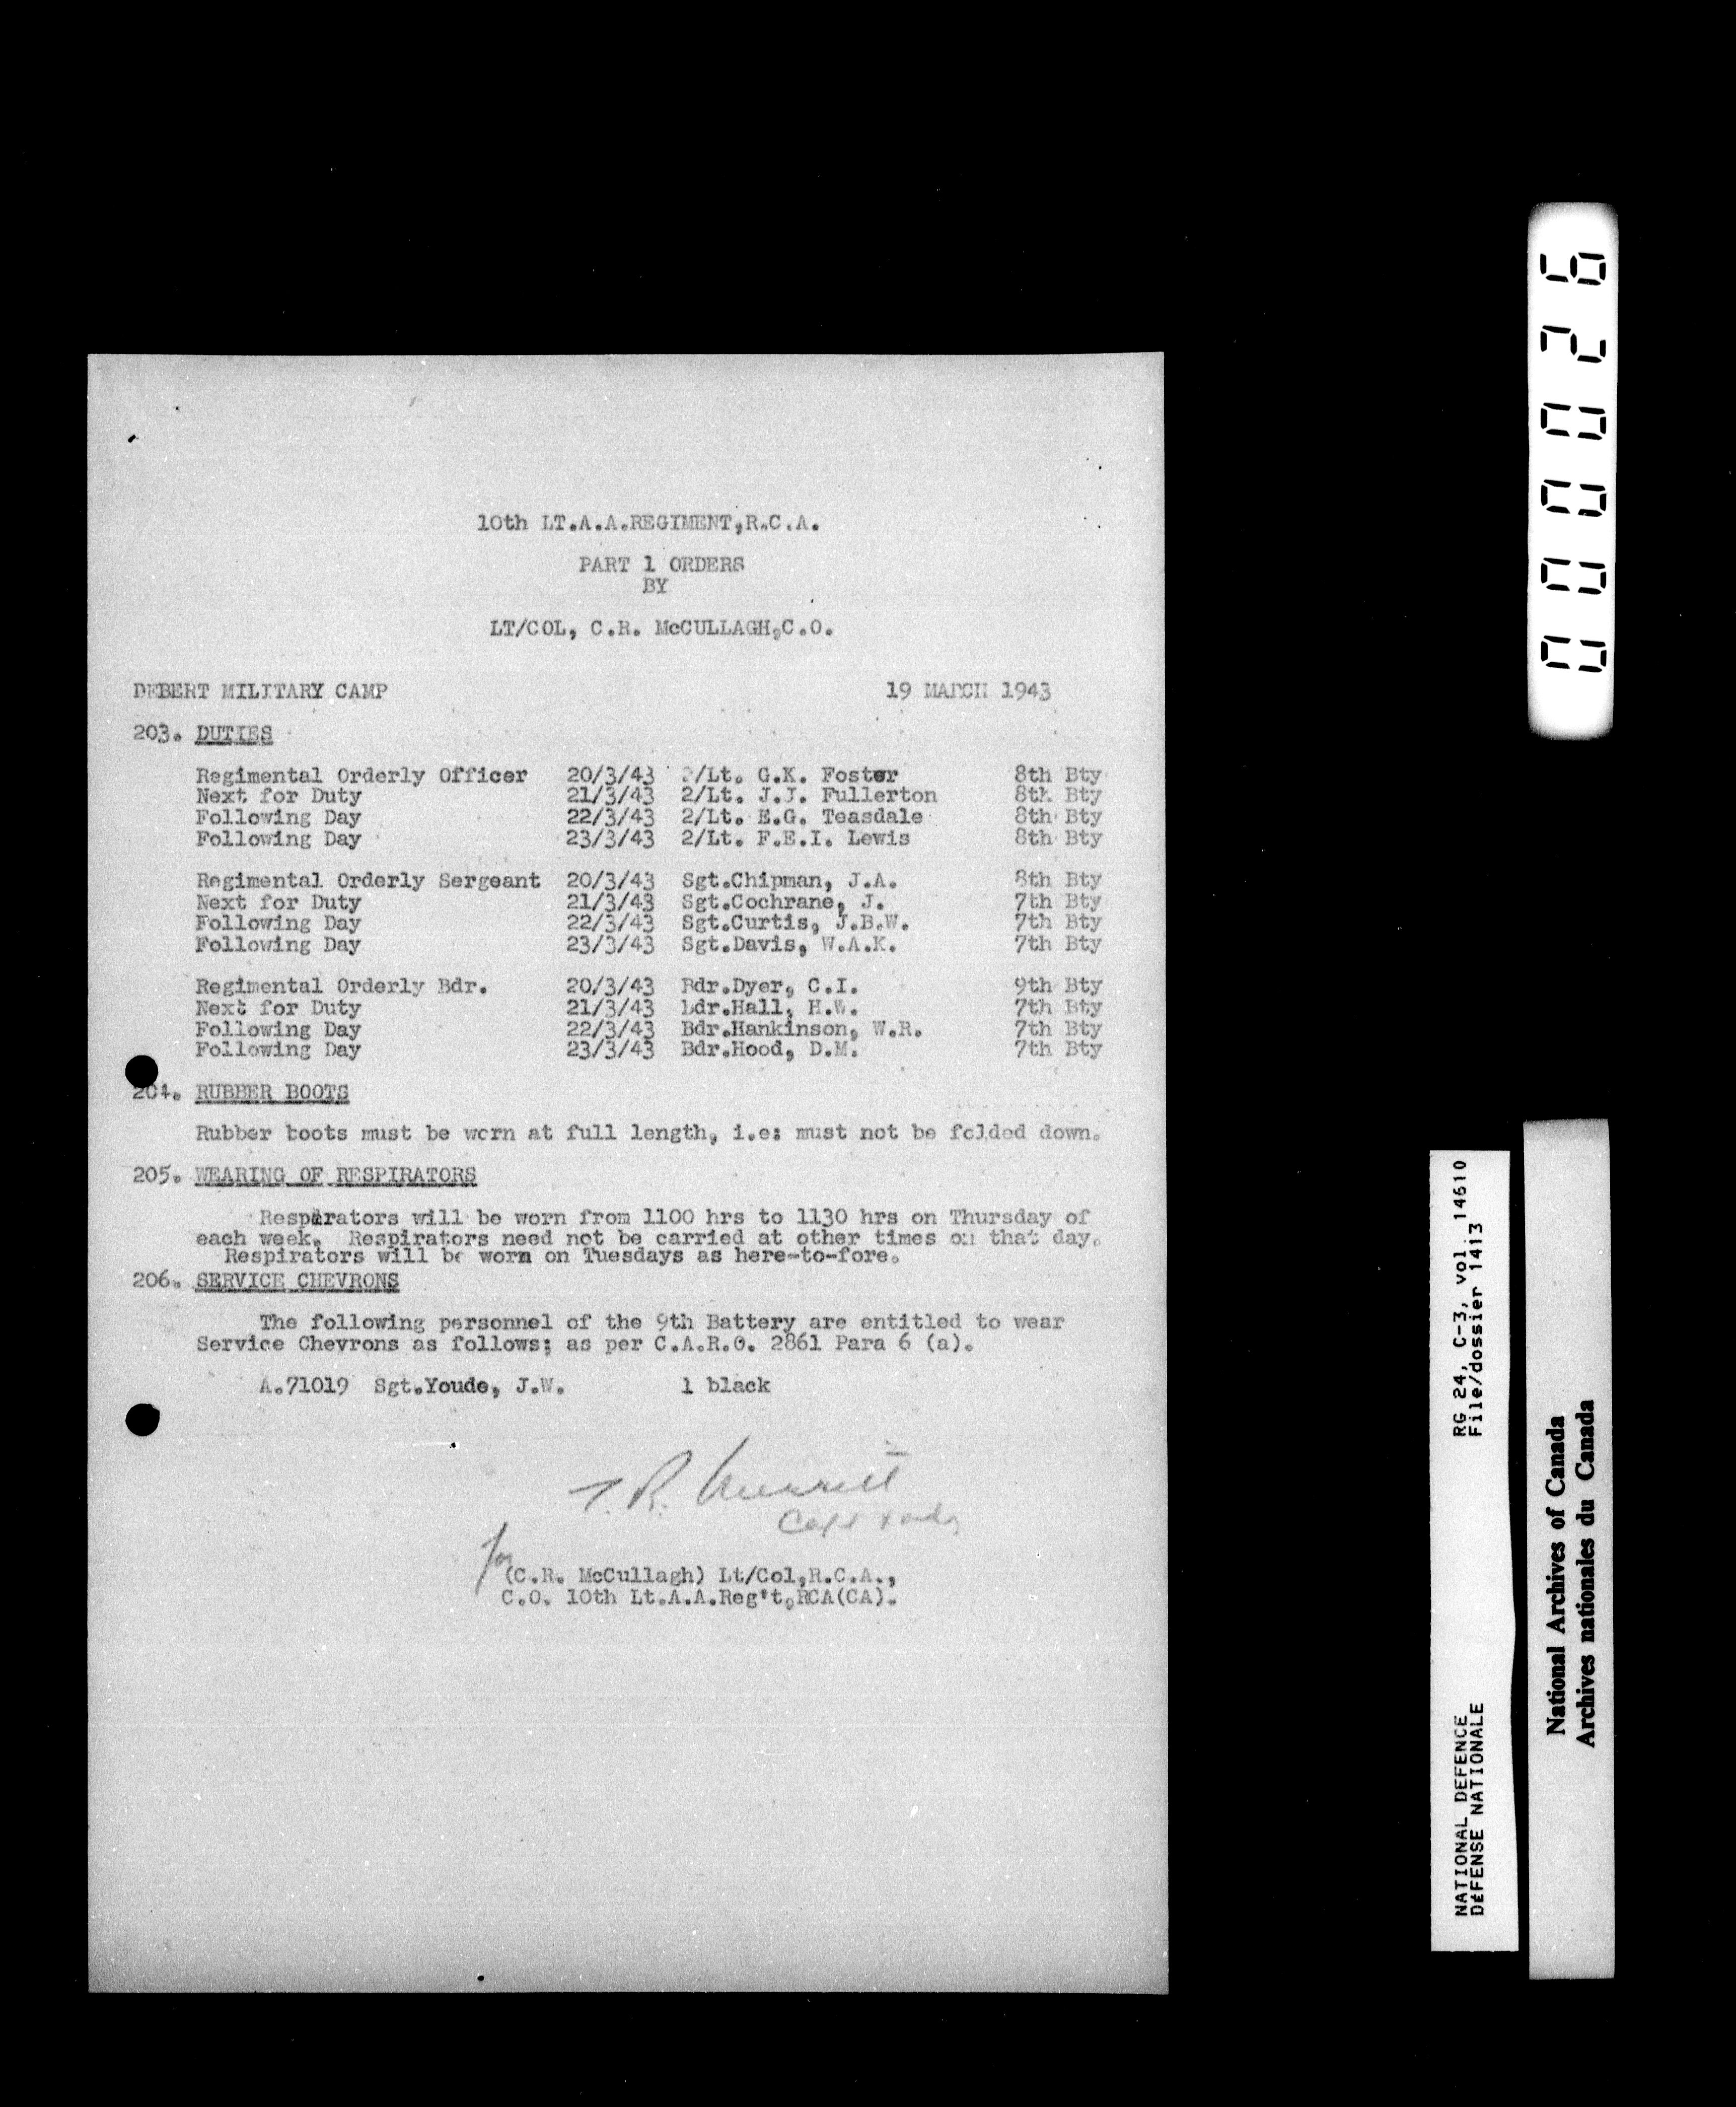 10th LT.A.A.REGIMENT,R.C.A.
PART 1 ORDERS
BY
LT/COL, C.R. McCULLAGH,C.O.
DEBERT MILITARY CAMP 19 MARCH 1943
203. DUTIES
Regimental Orderly Officer 20/3/43 2/Lt. G.K. Foster 8th Bty
Next for Duty 21/3/43 2/Lt. J.J. Fullerton 8th Bty
Following Day 22/3/43 2/Lt. E.G. Teasdale 8th Bty
Following Day 23/3/43 2/Lt. F.E.I. Lewis 8th Bty
Regimental Orderly Sergeant 20/3/43 Sgt.Chipman, J.A. 8th Bty
Next for Duty 21/3/43 Sgt.Cochrane, J. 7th Bty
Following Day 22/3/43 Sgt.Curtis, J.B.W. 7th Bty
Following Day 23/3/43 Sgt.Davis, W.A.K. 7th Bty
Regimental Orderly Bdr. 20/3/43 Bdr.Dyer, C.I. 9th Bty
Next for Duty 21/3/43 Bdr.Hall, H.W. 7th Bty
Following Day 22/3/43 Bdr.Hankinson, W.R. 7th Bty
Following Day 23/3/43 Bdr.Hood, D.M. 7th Bty
204. RUBBER BOOTS
Rubber boots must be worn at full length, i.e: must not be folded down.
205. WEARING OF RESPIRATORS
Respirators will be worn from 1100 hrs to 1130 hrs on Thursday of
each week. Respirators need not be carried at other times on that day.
Respirators will be worn on Tuesdays as here-to-fore.
206. SERVICE CHEVRONS
The following personnel of the 9th Battery are entitled to wear
Service Chevrons as follows; as per C.A.R.O. 2861 Para 6 (a).
A.71019 Sgt.Youde, J.W. 1 black
for
(C.R. McCullagh) Lt/Col,R.C.A.,
C.O. 10th Lt.A.A.Reg't,RCA(CA).
000026
RG 24, C-3, vol. 14610
File/dossier 1413
NATIONAL DEFENCE
DÉFENSE NATIONALE
National Archives of Canada
Archives nationales du Canada